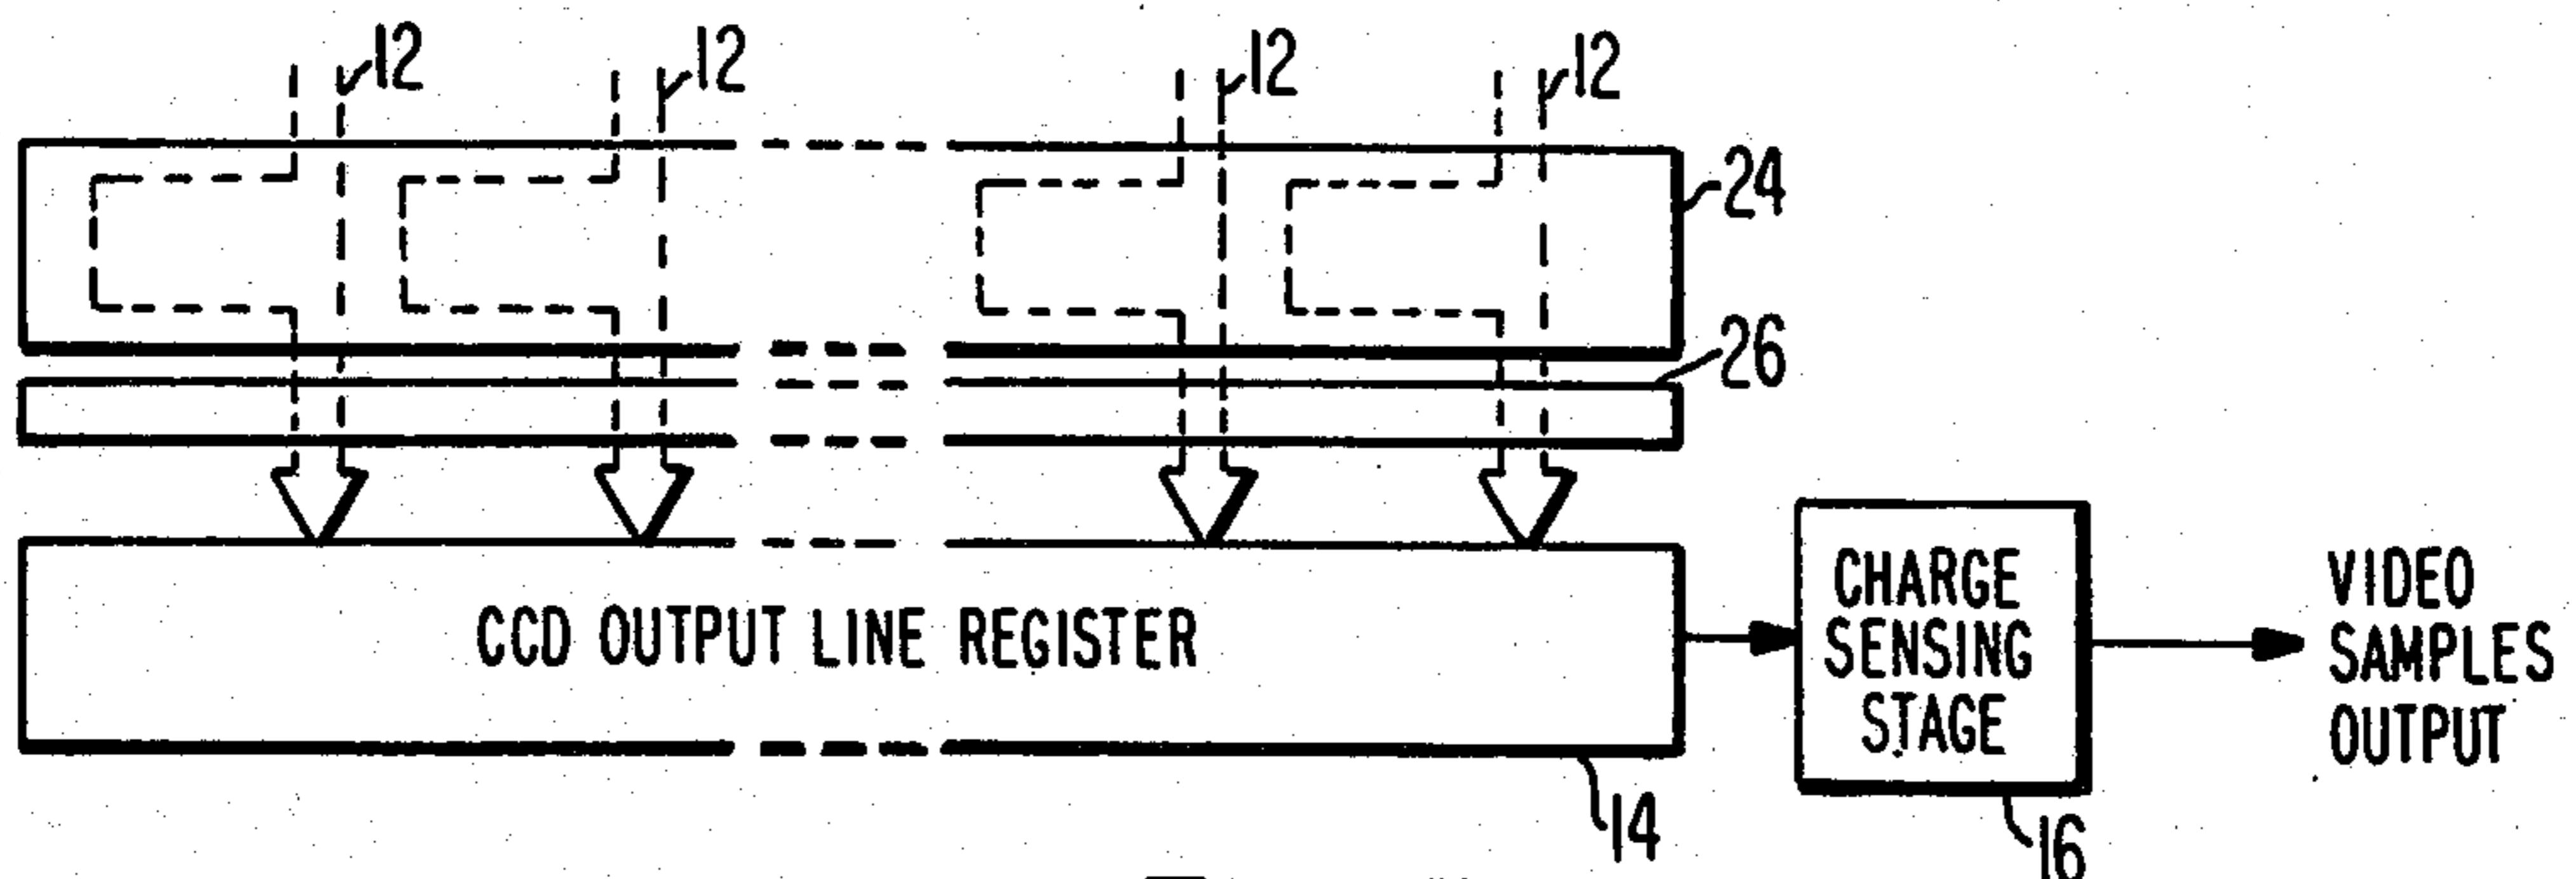 12 12 12 12
24
26
CCD OUTPUT LINE REGISTER
CHARGE
SENSING
STAGE
VIDEO
SAMPLES
OUTPUT
14
16